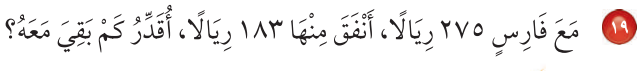 ١٩ مَعَ فَارِسٍ ٢٧٥ رِيَالًا، أَنْفَقَ مِنْهَا ١٨٣ رِيَالًا، أُقَدِّرُ كَمْ بَقِيَ مَعَهُ؟